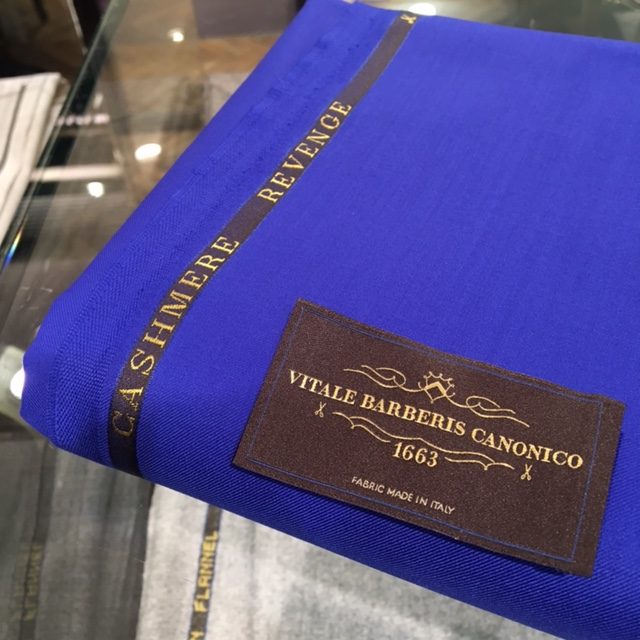 CASHMERE REVENGE
VITALE BARBERIS CANONICO
1663
FABRIC MADE IN ITALY
FLANNEL